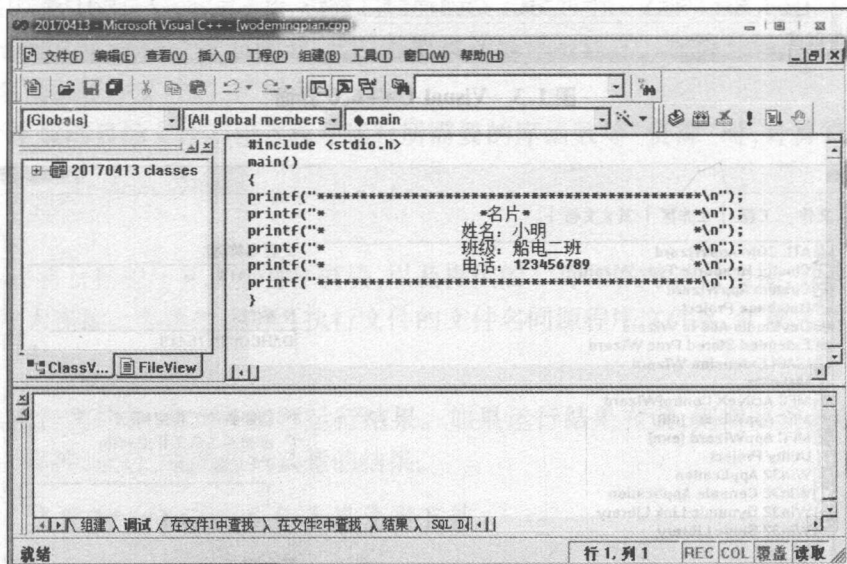 20170413 - Microsoft Visual C++ - [wodemingpian.cpp]
文件(F) 编辑(E) 查看(V) 插入(I) 工程(P) 组建(B) 工具(T) 窗口(W) 帮助(H)
(Globals) (All global members main
20170413 classes
#include <stdio.h>
main()
{
printf("**************************************************\n");
printf("* *名片* *\n");
printf("* 姓名：小明 *\n");
printf("* 班级：船电二班 *\n");
printf("* 电话：123456789 *\n");
printf("**************************************************\n");
}
ClassV... FileView
组建 调试 在文件1中查找 在文件2中查找 结果 SQL
就绪 行 1, 列 1 REC COL 覆盖 读取